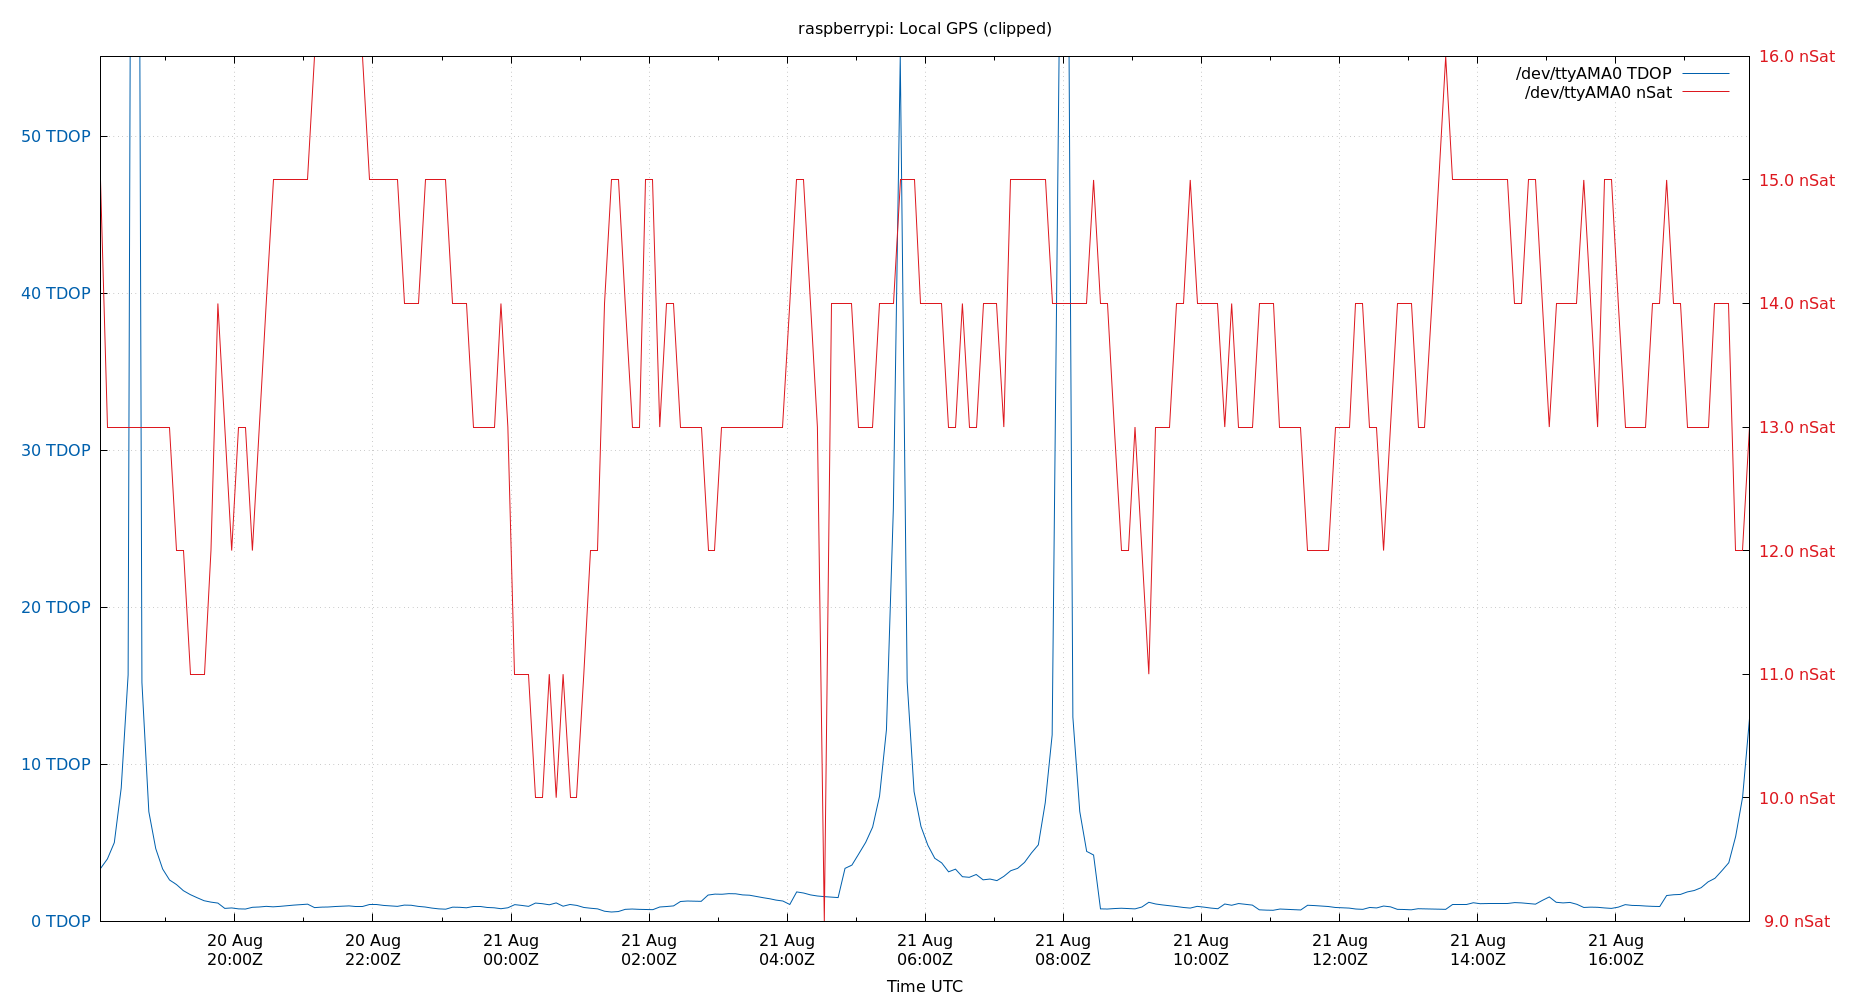 raspberrypi: Local GPS (clipped)
/dev/ttyAMA0 TDOP
/dev/ttyAMA0 nSat
50 TDOP
40 TDOP
30 TDOP
20 TDOP
10 TDOP
0 TDOP
16.0 nSat
15.0 nSat
14.0 nSat
13.0 nSat
12.0 nSat
11.0 nSat
10.0 nSat
9.0 nSat
20 Aug
20:00Z
20 Aug
22:00Z
21 Aug
00:00Z
21 Aug
02:00Z
21 Aug
04:00Z
21 Aug
06:00Z
21 Aug
08:00Z
21 Aug
10:00Z
21 Aug
12:00Z
21 Aug
14:00Z
21 Aug
16:00Z
Time UTC